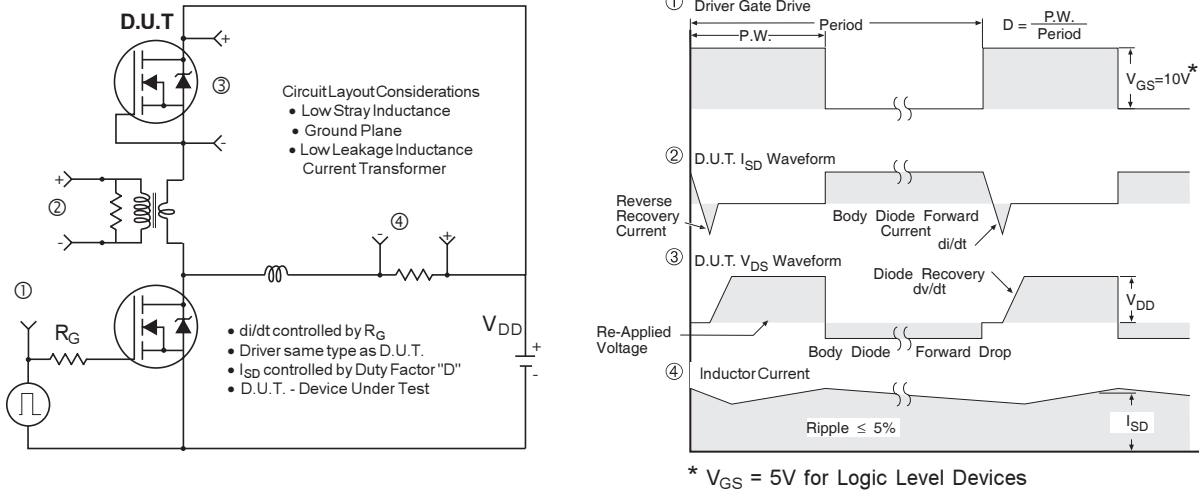 D.U.T
+
③
-
Circuit Layout Considerations
• Low Stray Inductance
• Ground Plane
• Low Leakage Inductance
Current Transformer
+
②
-
④
-
+
①
R_G
V_DD
+
-
• di/dt controlled by R_G
• Driver same type as D.U.T.
• I_SD controlled by Duty Factor "D"
• D.U.T. - Device Under Test
① Driver Gate Drive
P.W.
Period
D = P.W. / Period
V_GS=10V*
② D.U.T. I_SD Waveform
Reverse
Recovery
Current
Body Diode Forward
Current
di/dt
③ D.U.T. V_DS Waveform
Diode Recovery
dv/dt
V_DD
Re-Applied
Voltage
Body Diode Forward Drop
④ Inductor Current
Ripple ≤ 5%
I_SD
* V_GS = 5V for Logic Level Devices